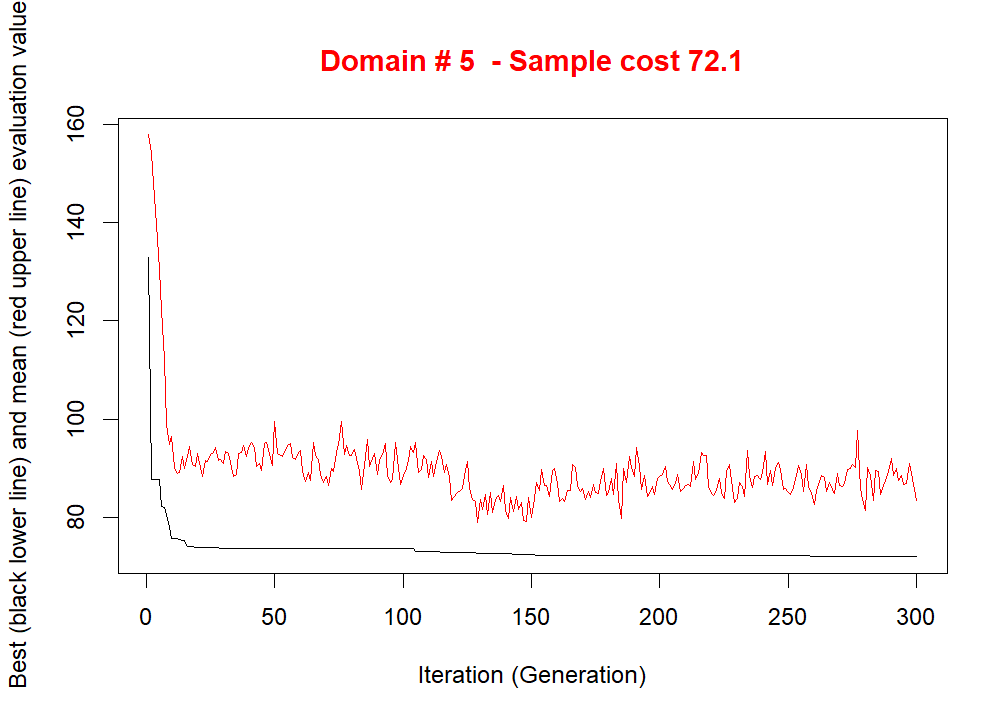 Domain # 5 - Sample cost 72.1
Best (black lower line) and mean (red upper line) evaluation value
160
140
120
100
80
0 50 100 150 200 250 300
Iteration (Generation)